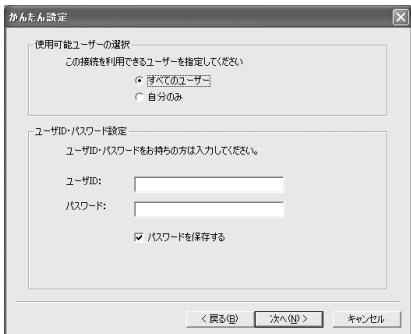 かんたん設定
使用可能ユーザーの選択
この接続を利用できるユーザーを指定してください
すべてのユーザー
自分のみ
ユーザID・パスワード設定
ユーザID・パスワードをお持ちの方は入力してください。
ユーザID:
パスワード:
パスワードを保存する
< 戻る(B) 次へ(N) > キャンセル